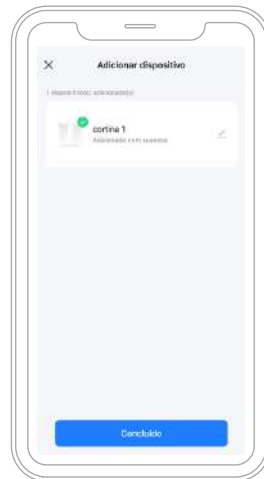 Adicionar dispositivo
1 dispositivo(s) adicionado(s)
cortina 1
Adicionado com sucesso
Concluído